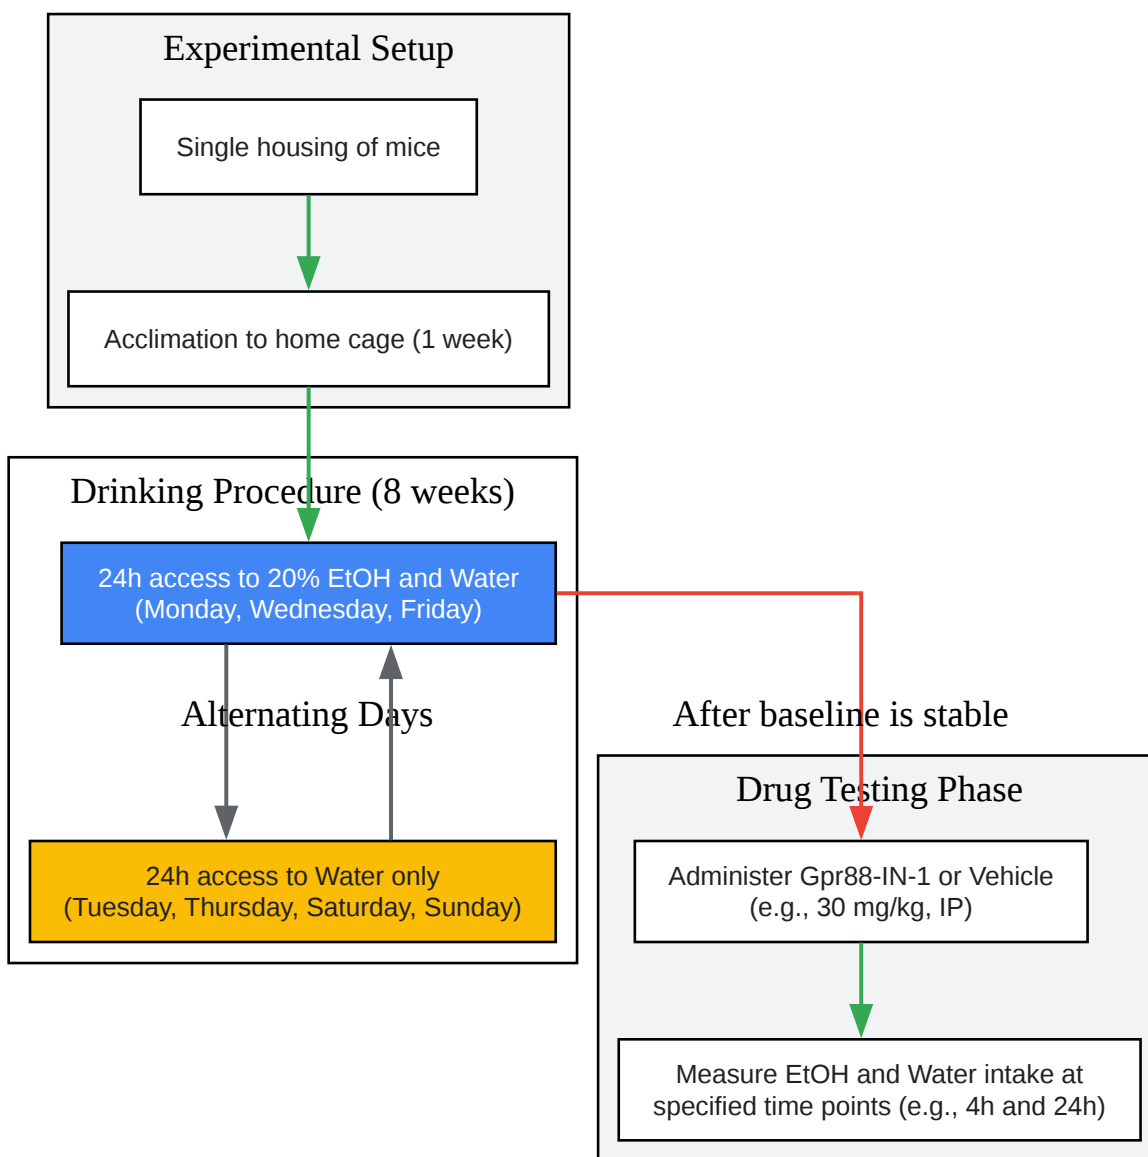 Experimental Setup
Single housing of mice
Acclimation to home cage (1 week)
Drinking Procedure (8 weeks)
24h access to 20% EtOH and Water
(Monday, Wednesday, Friday)
Alternating Days
24h access to Water only
(Tuesday, Thursday, Saturday, Sunday)
After baseline is stable
Drug Testing Phase
Administer Gpr88-IN-1 or Vehicle
(e.g., 30 mg/kg, IP)
Measure EtOH and Water intake at
specified time points (e.g., 4h and 24h)